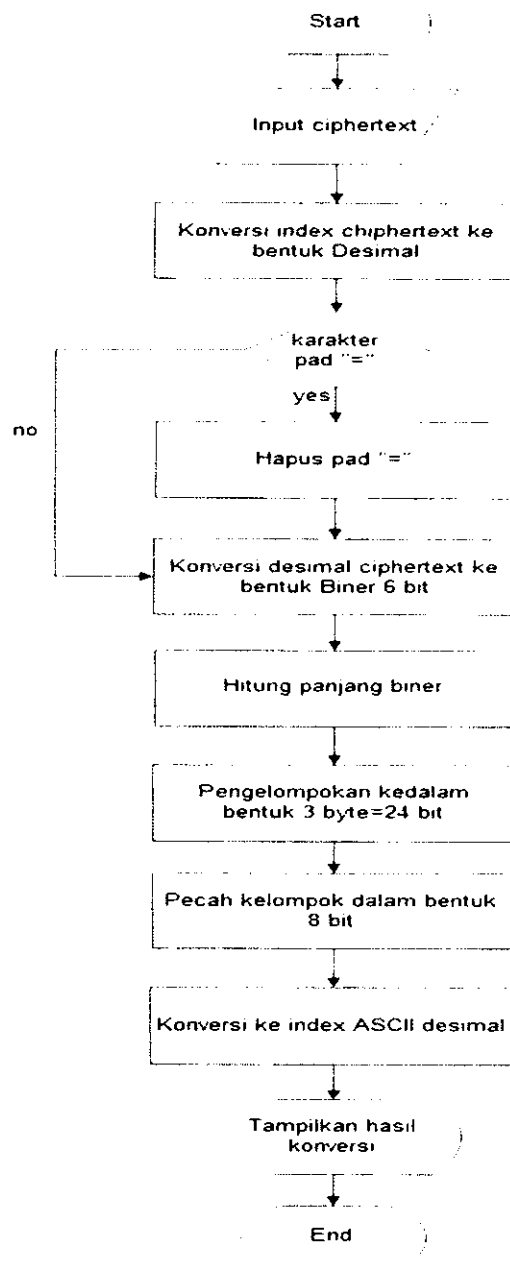 Start
Input ciphertext
Konversi index chiphertext ke
bentuk Desimal
karakter
pad "="
yes
no
Hapus pad "="
Konversi desimal ciphertext ke
bentuk Biner 6 bit
Hitung panjang biner
Pengelompokan kedalam
bentuk 3 byte=24 bit
Pecah kelompok dalam bentuk
8 bit
Konversi ke index ASCII desimal
Tampilkan hasil
konversi
End